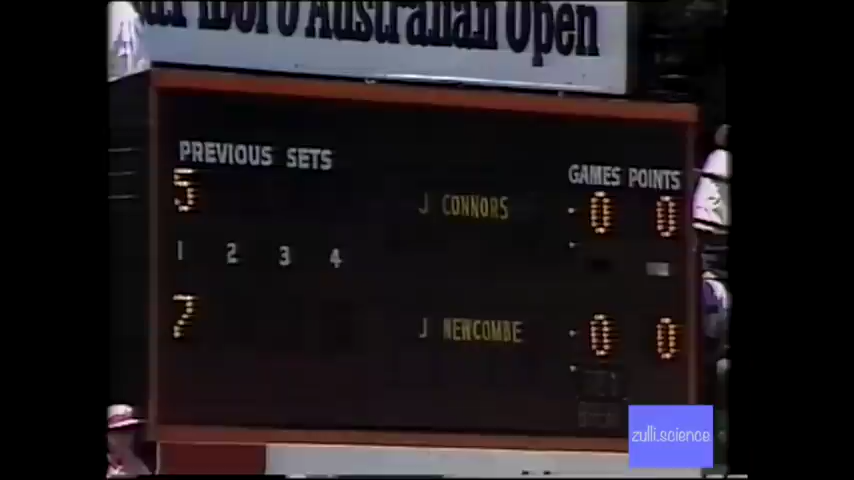 Marlboro Australian Open
PREVIOUS SETS
GAMES POINTS
5 J CONNORS 0 0
1 2 3 4
7 J NEWCOMBE 0 0
zulli.science